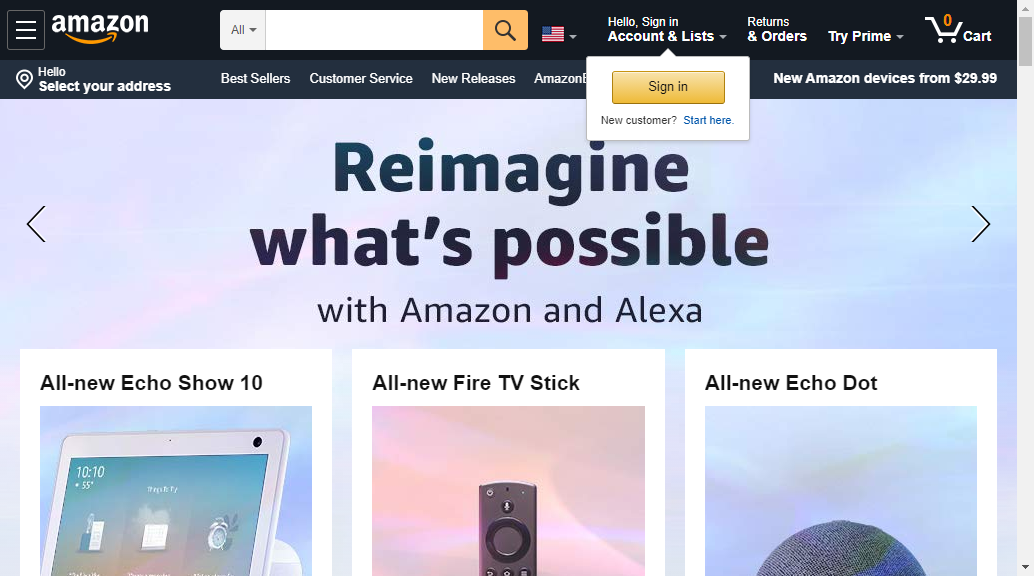 amazon
All
Hello, Sign in
Account & Lists
Returns
& Orders
Try Prime
0
Cart
Hello
Select your address
Best Sellers
Customer Service
New Releases
New Amazon devices from $29.99
Sign in
New customer? Start here.
Reimagine
what's possible
with Amazon and Alexa
All-new Echo Show 10
All-new Fire TV Stick
All-new Echo Dot
10:10
55°
Things to Try